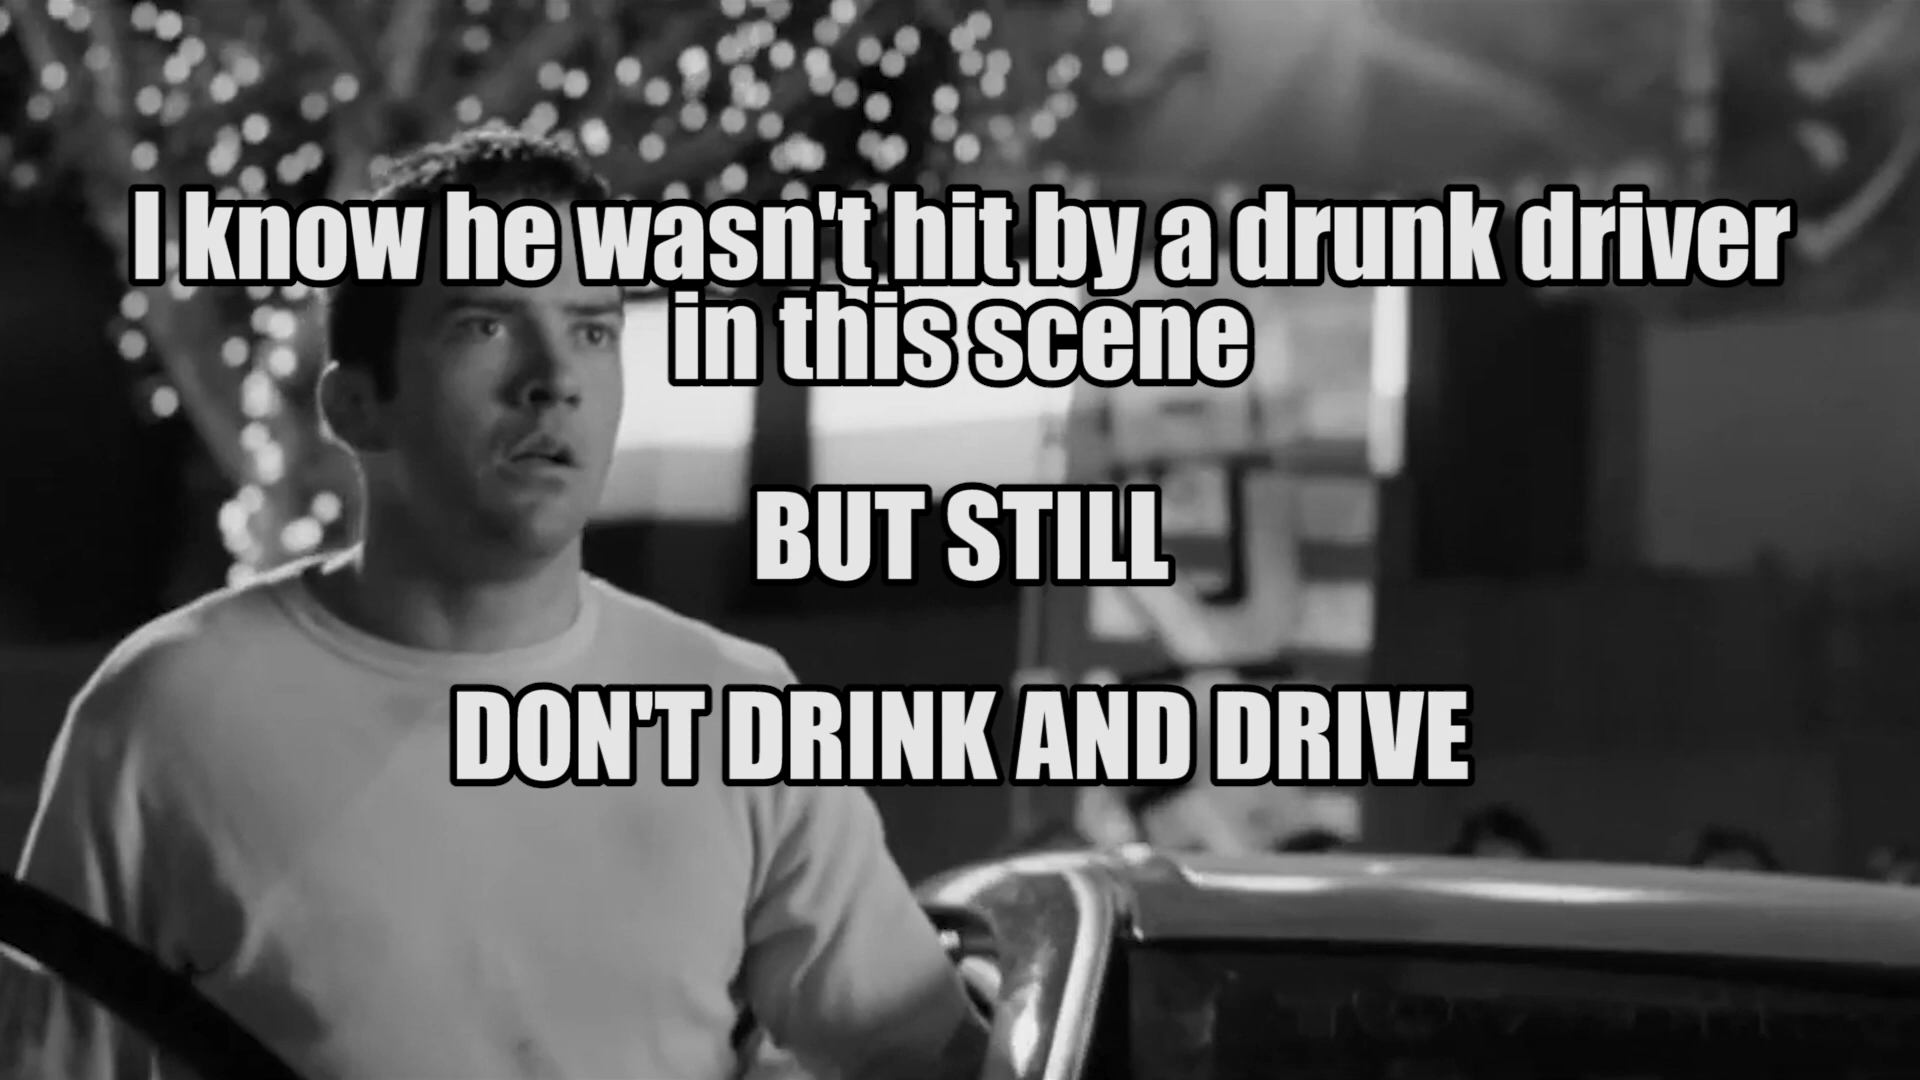 I know he wasn't hit by a drunk driver
in this scene
BUT STILL
DON'T DRINK AND DRIVE